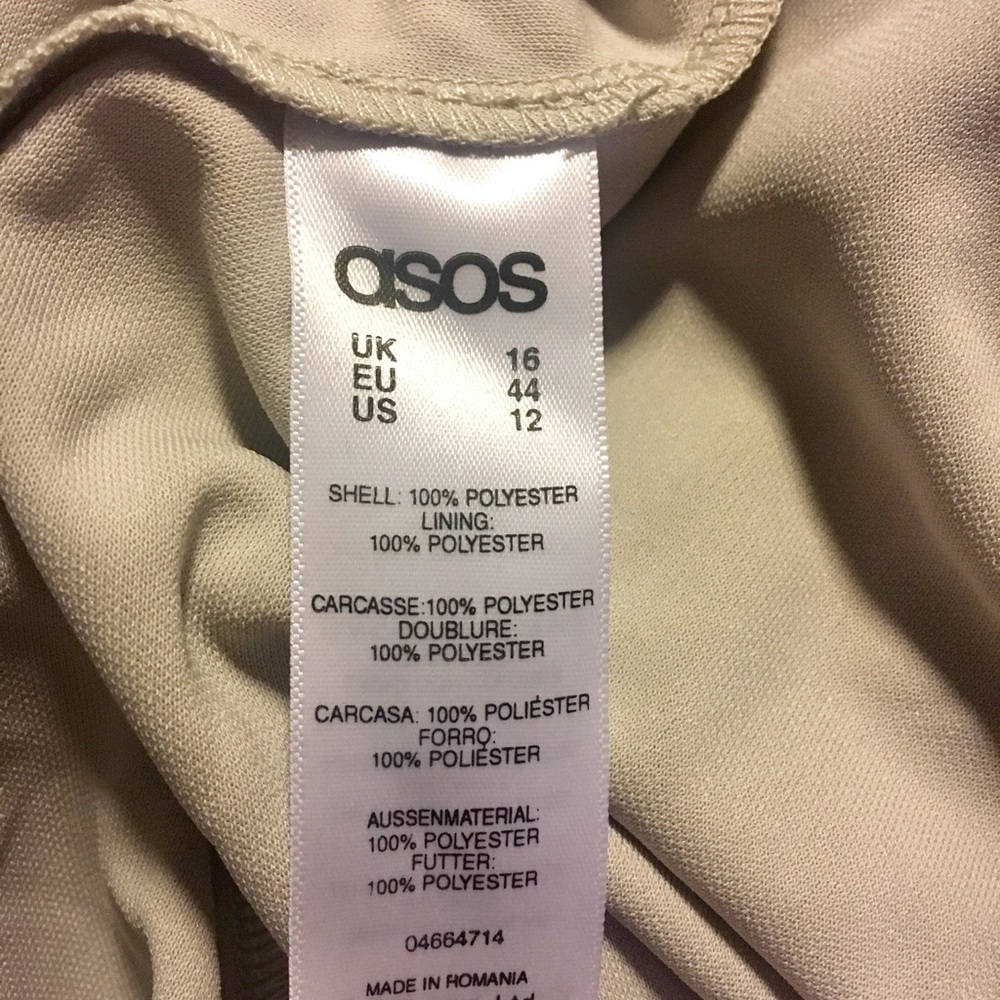 asos
UK 16
EU 44
US 12
SHELL: 100% POLYESTER
LINING:
100% POLYESTER
CARCASSE:100% POLYESTER
DOUBLURE:
100% POLYESTER
CARCASA: 100% POLIÉSTER
FORRO:
100% POLIÉSTER
AUSSENMATERIAL:
100% POLYESTER
FUTTER:
100% POLYESTER
04664714
MADE IN ROMANIA